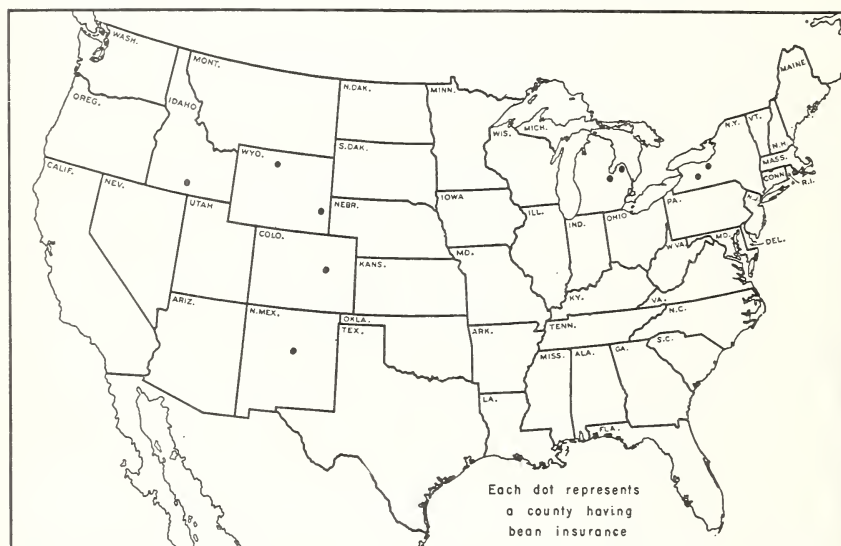 WASH.
MONT.
N.DAK.
MINN.
MAINE
OREG.
IDAHO
WIS.
MICH.
N.Y.
VT.
N.H.
WYO.
S.DAK.
MASS.
CONN.
R.I.
CALIF.
NEV.
UTAH
NEBR.
IOWA
PA.
N.J.
COLO.
ILL.
IND.
OHIO
W.VA.
MD.
DEL.
KANS.
MO.
KY.
VA.
ARIZ.
N.MEX.
OKLA.
TEX.
ARK.
TENN.
N.C.
S.C.
MISS.
ALA.
GA.
LA.
FLA.
Each dot represents
a county having
bean insurance